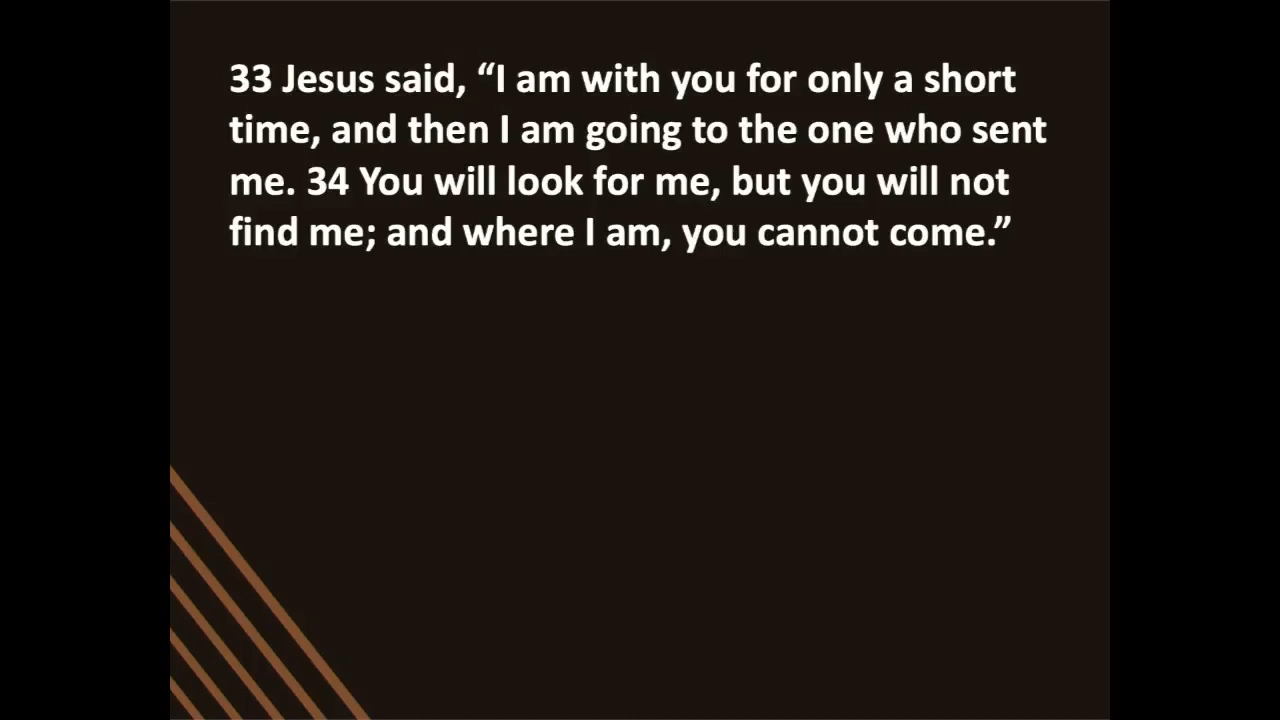 33 Jesus said, “I am with you for only a short
time, and then I am going to the one who sent
me. 34 You will look for me, but you will not
find me; and where I am, you cannot come.”